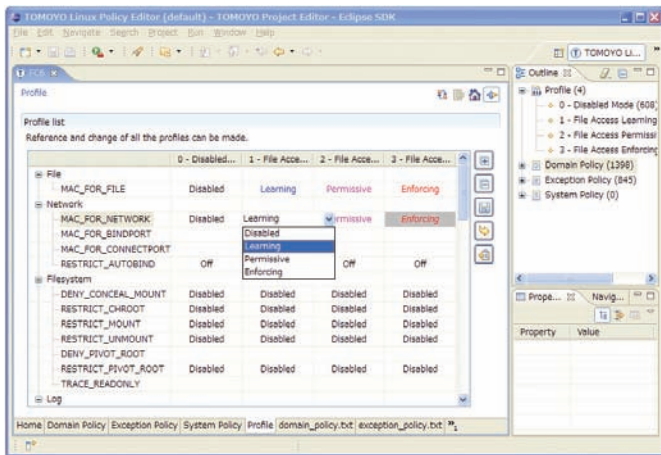 TOMOYO Linux Policy Editor (default) - TOMOYO Project Editor - Eclipse SDK
File Edit Navigate Search Project Run Window Help
TOMOYO Li... »
FC6
Profile
Profile list
Reference and change of all the profiles can be made.
0 - Disabled... 1 - File Acce... 2 - File Acce... 3 - File Acce...
File
MAC_FOR_FILE Disabled Learning Permissive Enforcing
Network
MAC_FOR_NETWORK Disabled Learning rmissive Enforcing
MAC_FOR_BINDPORT
MAC_FOR_CONNECTPORT
RESTRICT_AUTOBIND Off Off Off
Disabled
Learning
Permissive
Enforcing
Filesystem
DENY_CONCEAL_MOUNT Disabled Disabled Disabled Disabled
RESTRICT_CHROOT Disabled Disabled Disabled Disabled
RESTRICT_MOUNT Disabled Disabled Disabled Disabled
RESTRICT_UNMOUNT Disabled Disabled Disabled Disabled
DENY_PIVOT_ROOT
RESTRICT_PIVOT_ROOT Disabled Disabled Disabled Disabled
TRACE_READONLY
Log
Home Domain Policy Exception Policy System Policy Profile domain_policy.txt exception_policy.txt »1
Outline
Profile (4)
0 - Disabled Mode (608)
1 - File Access Learning
2 - File Access Permissi
3 - File Access Enforcing
Domain Policy (1398)
Exception Policy (845)
System Policy (0)
Prope... Navig...
Property Value